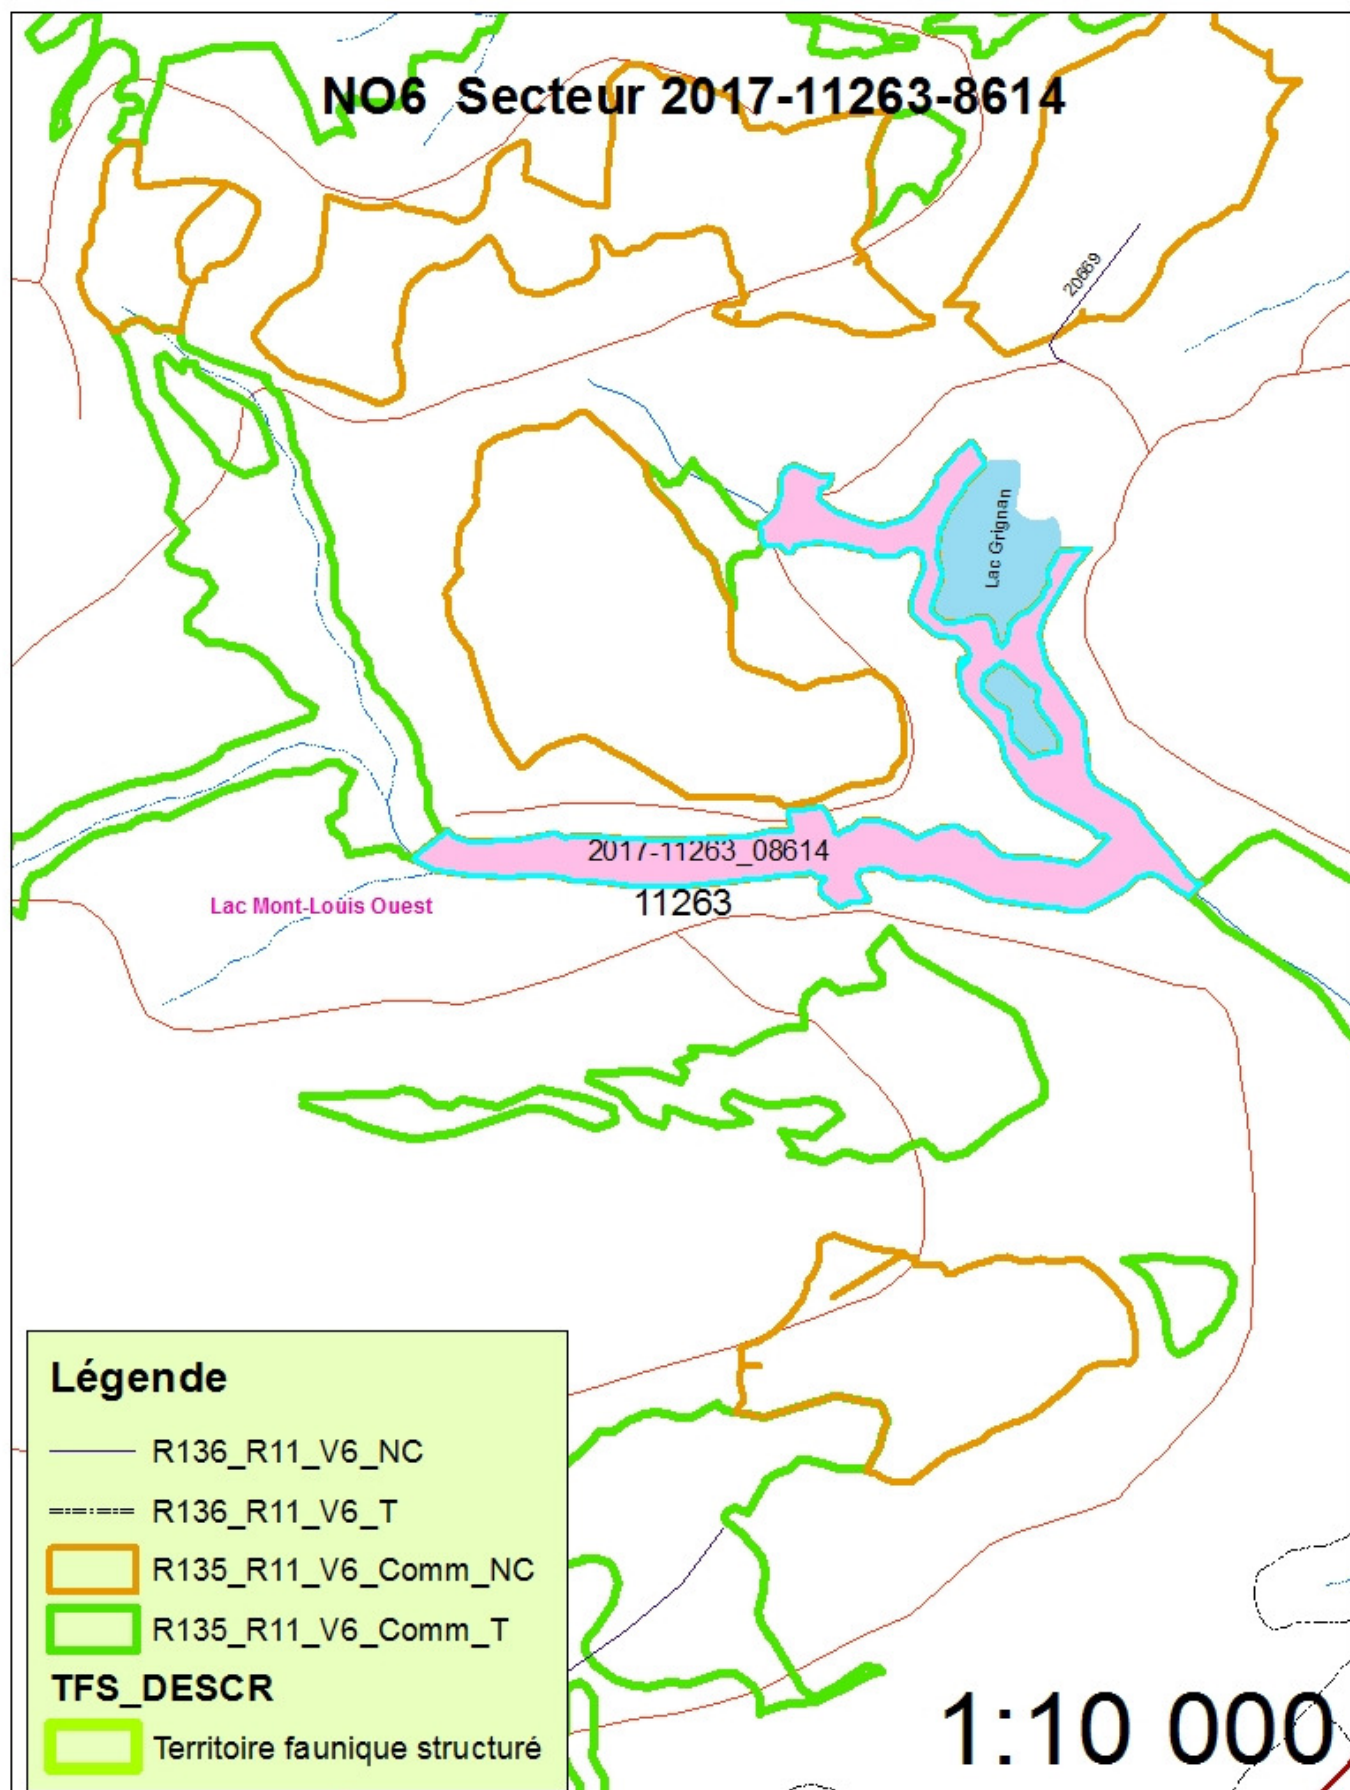 NO6 Secteur 2017-11263-8614
20669
Lac Grignan
2017-11263_08614
11263
Lac Mont-Louis Ouest
Légende
R136_R11_V6_NC
R136_R11_V6_T
R135_R11_V6_Comm_NC
R135_R11_V6_Comm_T
TFS_DESCR
Territoire faunique structuré
1:10 000